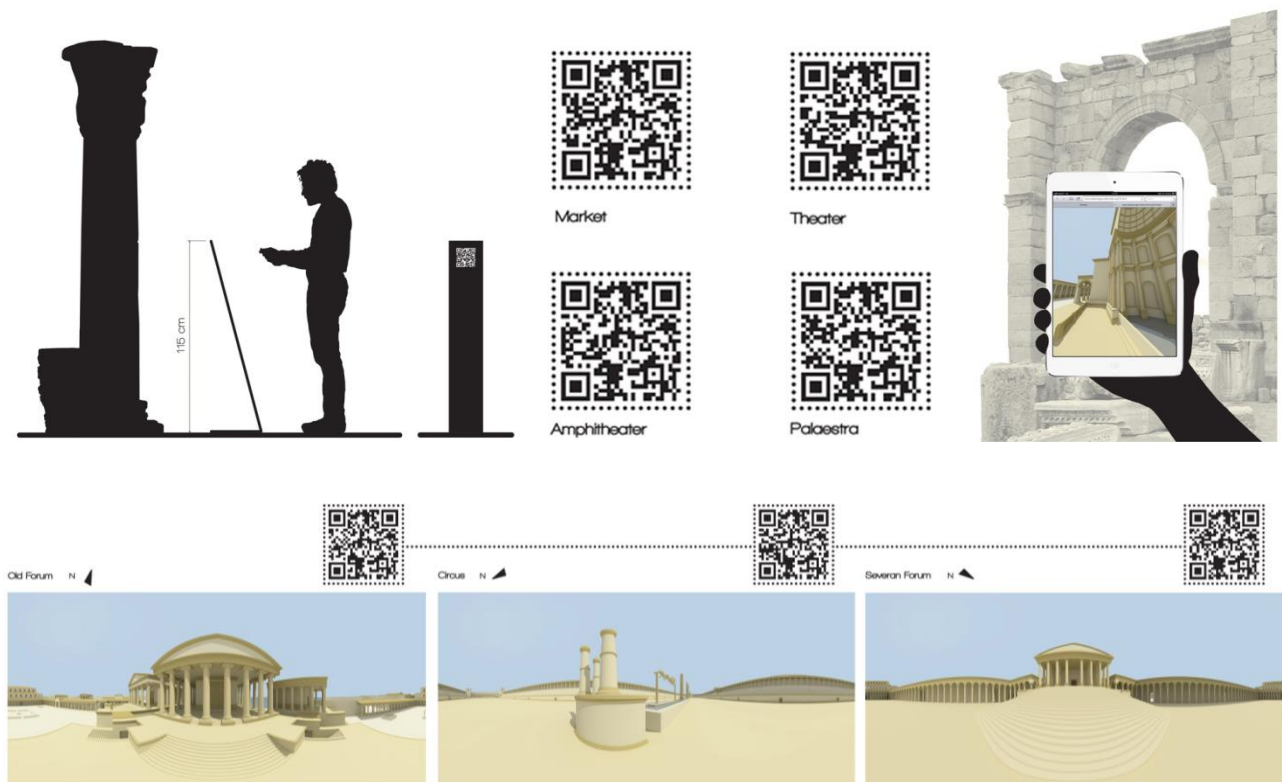 115 cm
Market
Theater
Amphitheater
Palaestra
Old Forum N
Circus N
Severan Forum N